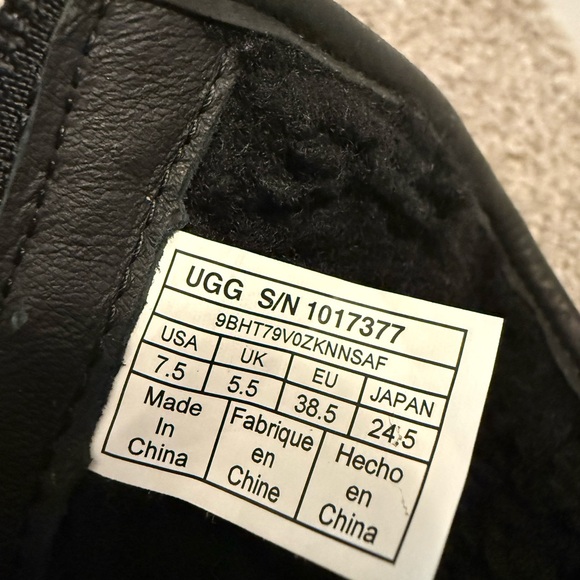 UGG S/N 1017377
9BHT79V0ZKNNSAF
USA UK EU JAPAN
7.5 5.5 38.5 24.5
Made In China
Fabrique en Chine
Hecho en China